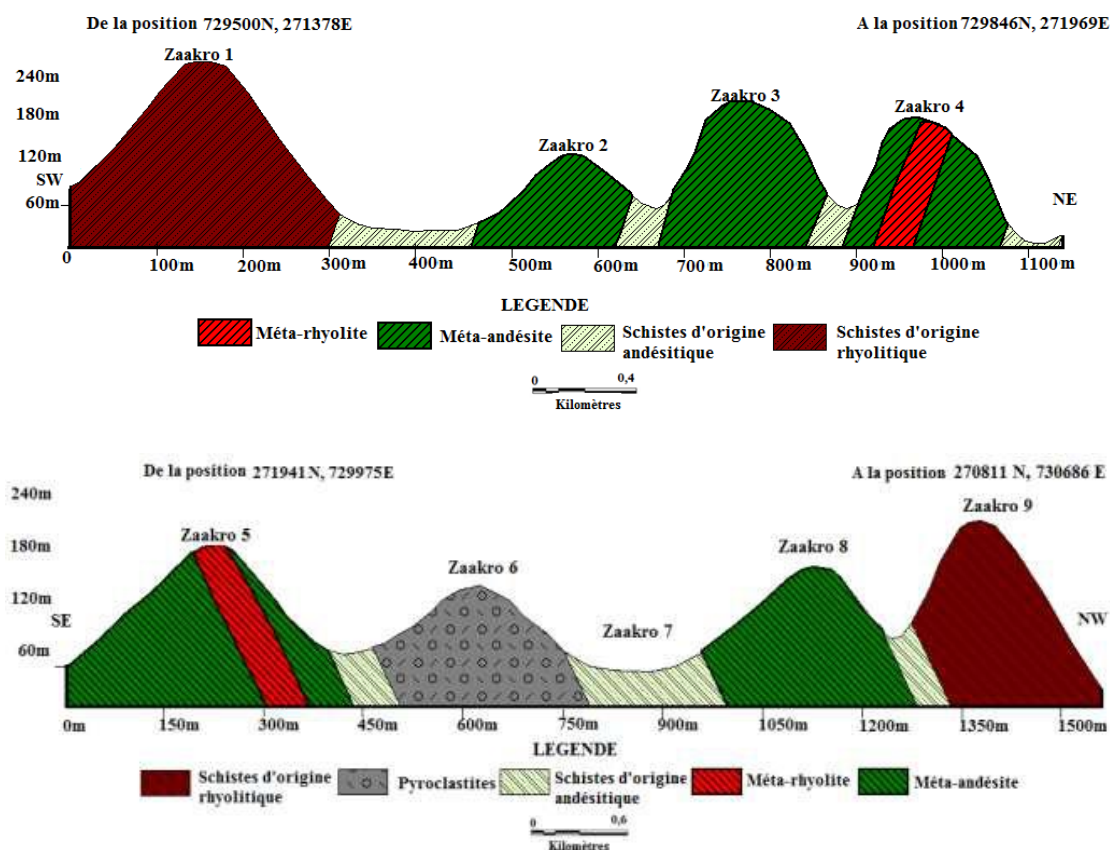 De la position 729500N, 271378E
A la position 729846N, 271969E
Zaakro 1
Zaakro 2
Zaakro 3
Zaakro 4
240m
180m
120m
SW
60m
NE
0 100m 200m 300m 400m 500m 600m 700 m 800m 900m 1000m 1100 m
LEGENDE
Méta-rhyolite
Méta-andésite
Schistes d'origine
andésitique
Schistes d'origine
rhyolitique
0 0,4
Kilomètres
De la position 271941 N, 729975E
A la position 270811 N, 730686 E
240m
180m
120m
SE
60m
Zaakro 5
Zaakro 6
Zaakro 7
Zaakro 8
Zaakro 9
NW
0m 150m 300m 450m 600m 750m 900m 1050m 1200m 1350m 1500m
LEGENDE
Schistes d'origine
rhyolitique
Pyroclastites
Schistes d'origine
andésitique
Méta-rhyolite
Méta-andésite
0 0,6
Kilomètres